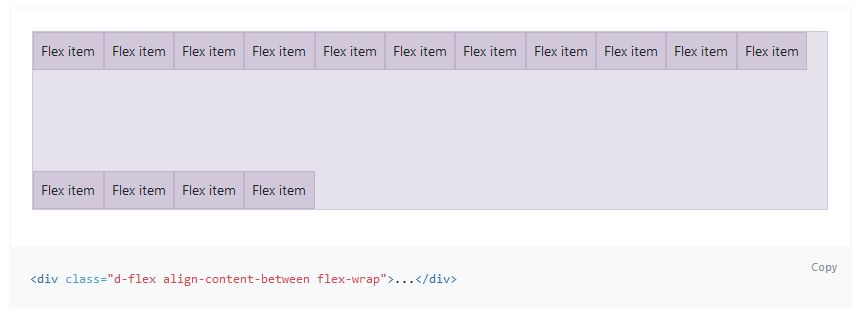 Flex item Flex item Flex item Flex item Flex item Flex item Flex item Flex item Flex item Flex item Flex item
Flex item Flex item Flex item Flex item
Copy
<div class="d-flex align-content-between flex-wrap">...</div>